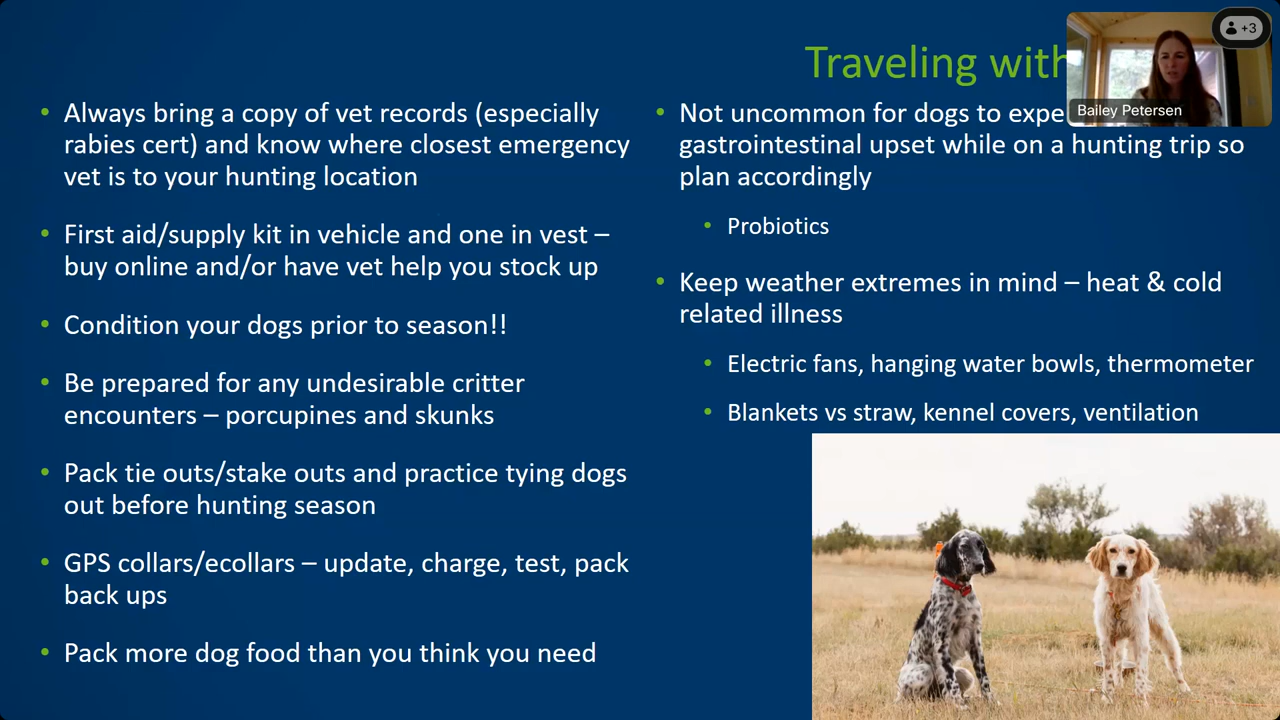 Traveling with
• Always bring a copy of vet records (especially
rabies cert) and know where closest emergency
vet is to your hunting location
• First aid/supply kit in vehicle and one in vest –
buy online and/or have vet help you stock up
• Condition your dogs prior to season!!
• Be prepared for any undesirable critter
encounters – porcupines and skunks
• Pack tie outs/stake outs and practice tying dogs
out before hunting season
• GPS collars/ecollars – update, charge, test, pack
back ups
• Pack more dog food than you think you need
• Not uncommon for dogs to
gastrointestinal upset while on a hunting trip so
plan accordingly
• Probiotics
• Keep weather extremes in mind – heat & cold
related illness
• Electric fans, hanging water bowls, thermometer
• Blankets vs straw, kennel covers, ventilation
Bailey Petersen
+3